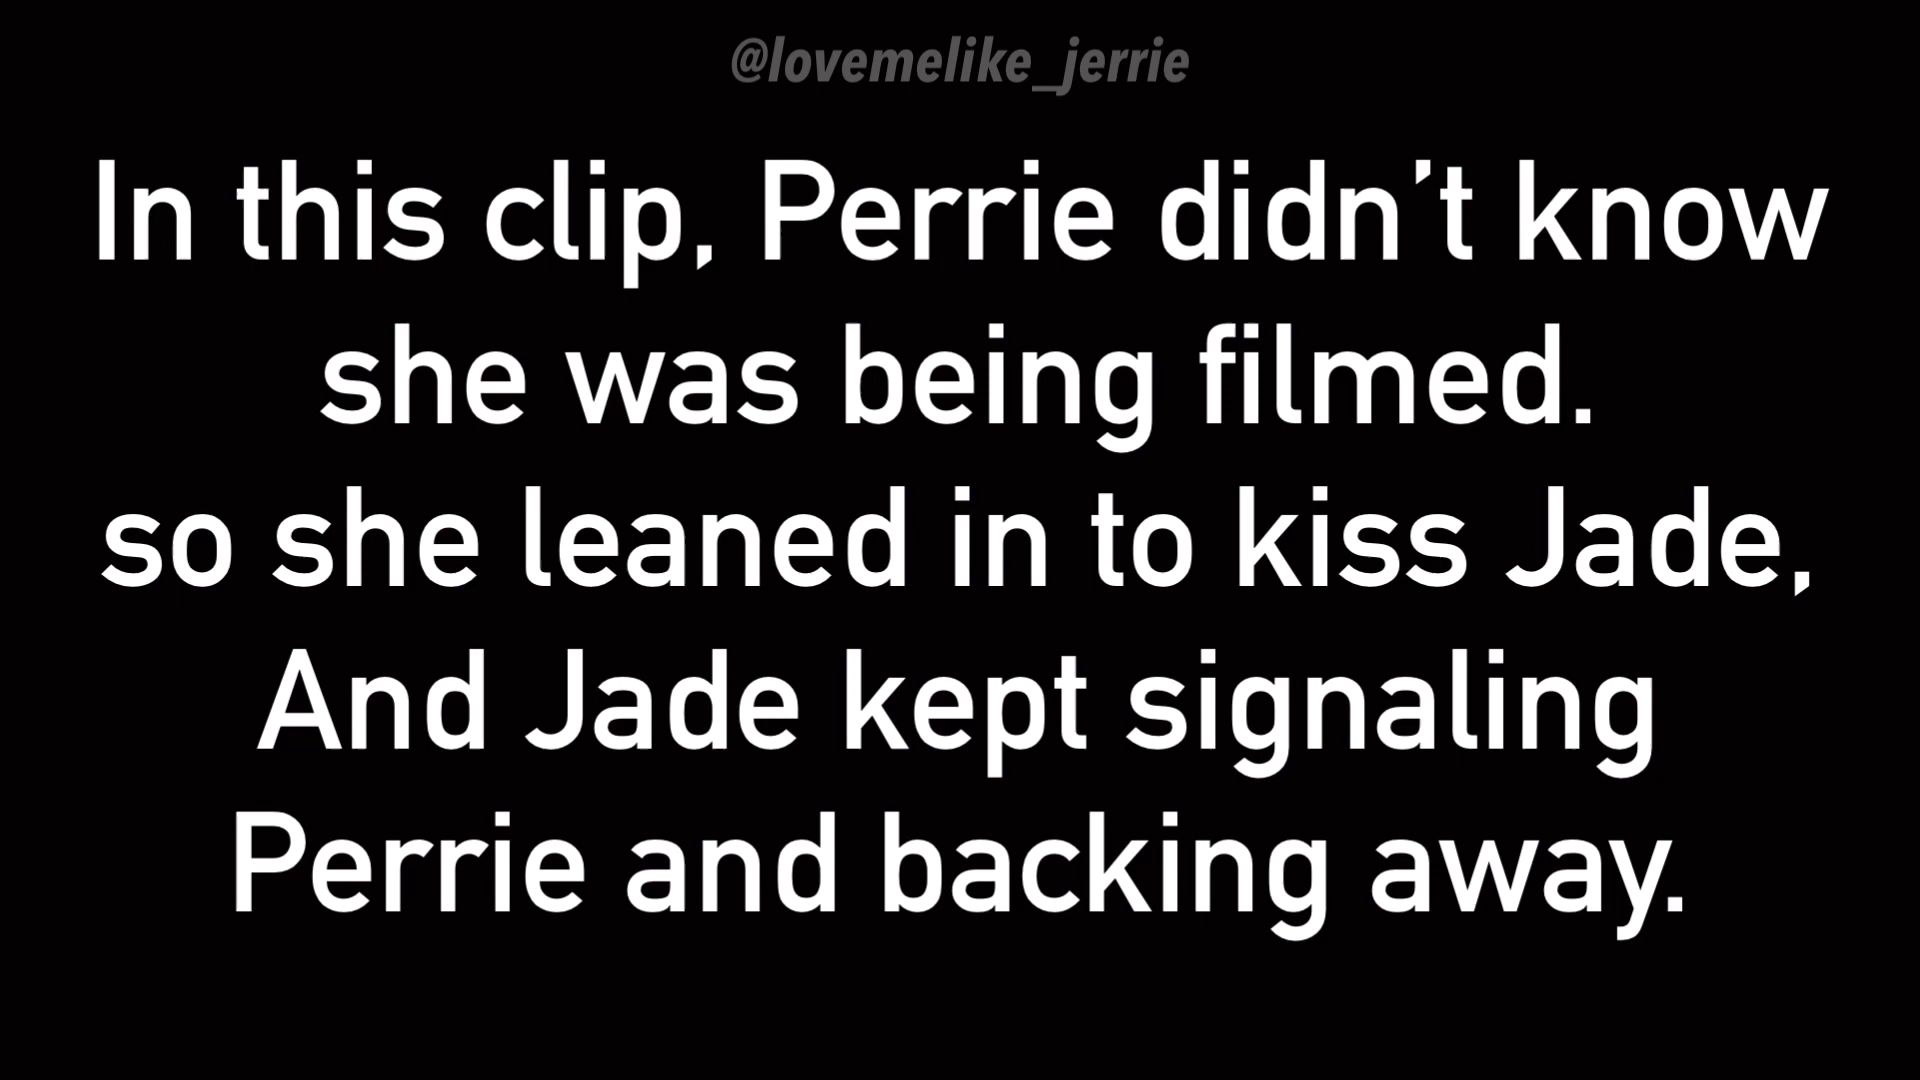 @lovemelike_jerrie
In this clip, Perrie didn't know
she was being filmed.
so she leaned in to kiss Jade,
And Jade kept signaling
Perrie and backing away.